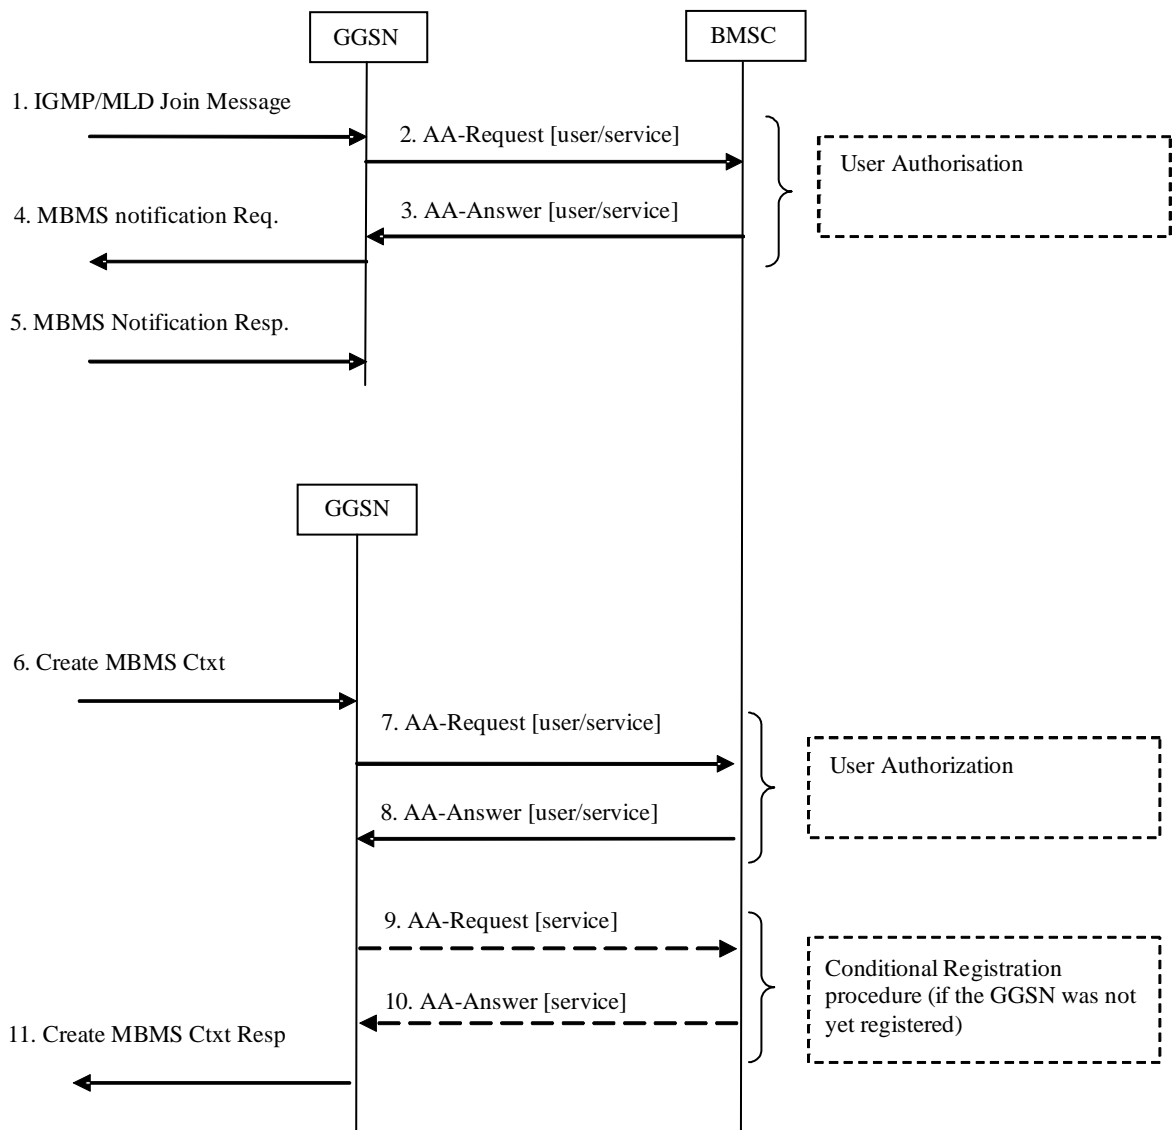 GGSN
BMSC
1. IGMP/MLD Join Message
2. AA-Request [user/service]
User Authorisation
4. MBMS notification Req.
3. AA-Answer [user/service]
5. MBMS Notification Resp.
GGSN
6. Create MBMS Ctxt
7. AA-Request [user/service]
User Authorization
8. AA-Answer [user/service]
9. AA-Request [service]
Conditional Registration
procedure (if the GGSN was not
yet registered)
10. AA-Answer [service]
11. Create MBMS Ctxt Resp